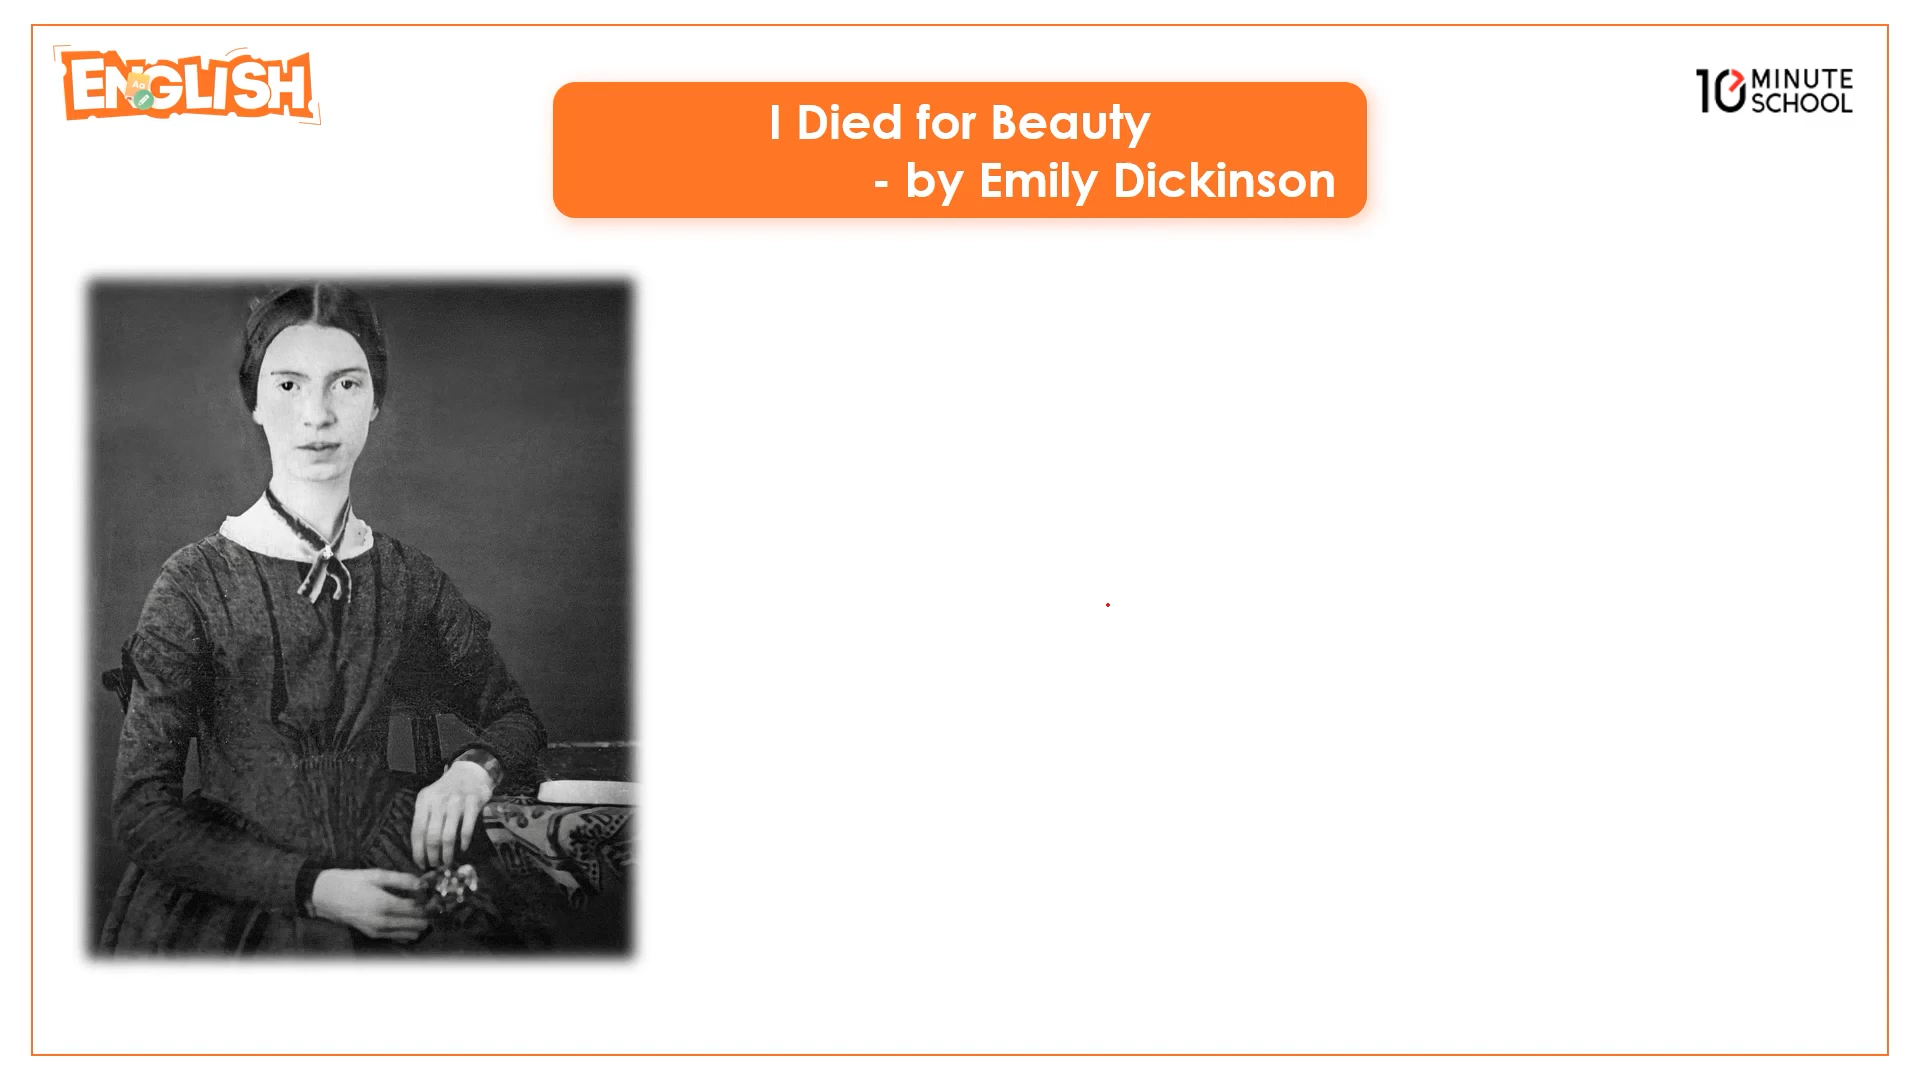 ENGLISH
I Died for Beauty
- by Emily Dickinson
10 MINUTE
SCHOOL